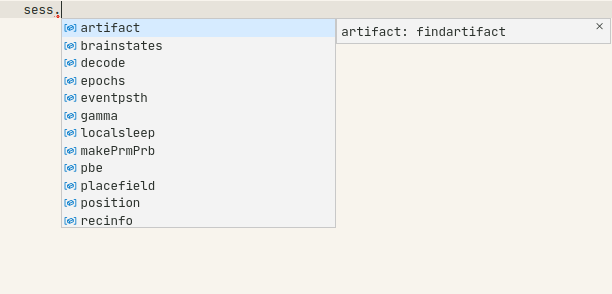 sess.
artifact
artifact: findartifact
brainstates
decode
epochs
eventpsth
gamma
localsleep
makePrmPrb
pbe
placefield
position
recinfo